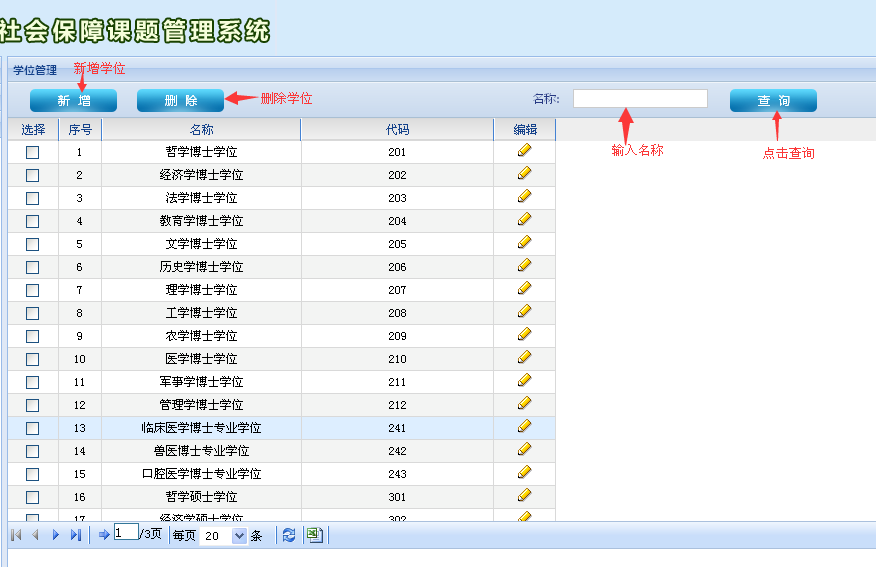 社会保障课题管理系统
学位管理 新增学位
新 增 删 除 删除学位 名称: 查 询
输入名称 点击查询
选择 序号 名称 代码 编辑
1 哲学博士学位 201
2 经济学博士学位 202
3 法学博士学位 203
4 教育学博士学位 204
5 文学博士学位 205
6 历史学博士学位 206
7 理学博士学位 207
8 工学博士学位 208
9 农学博士学位 209
10 医学博士学位 210
11 军事学博士学位 211
12 管理学博士学位 212
13 临床医学博士专业学位 241
14 兽医博士专业学位 242
15 口腔医学博士专业学位 243
16 哲学硕士学位 301
17 经济学硕士学位 302
1 /3页 每页 20 条